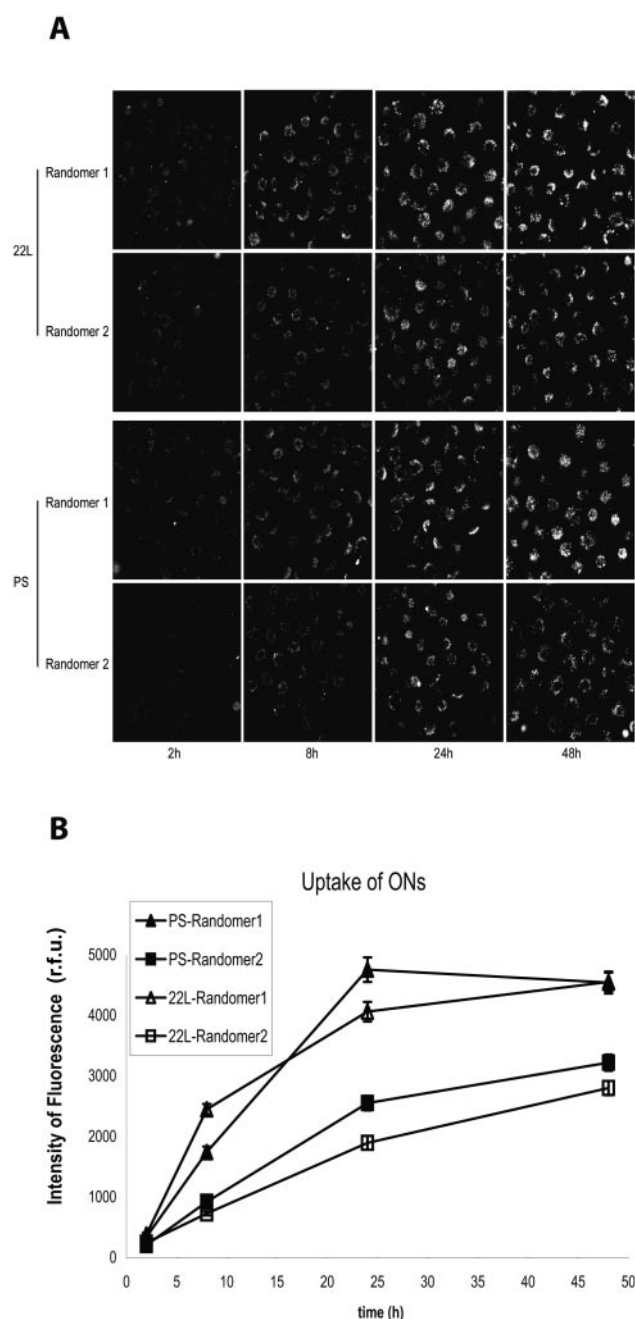 A
22L
Randomer 1
Randomer 2
PS
Randomer 1
Randomer 2
2h 8h 24h 48h
B
Uptake of ONs
PS-Randomer1
PS-Randomer2
22L-Randomer1
22L-Randomer2
Intensity of Fluorescence (r.f.u.)
5000
4000
3000
2000
1000
0
0 5 10 15 20 25 30 35 40 45 50
time (h)